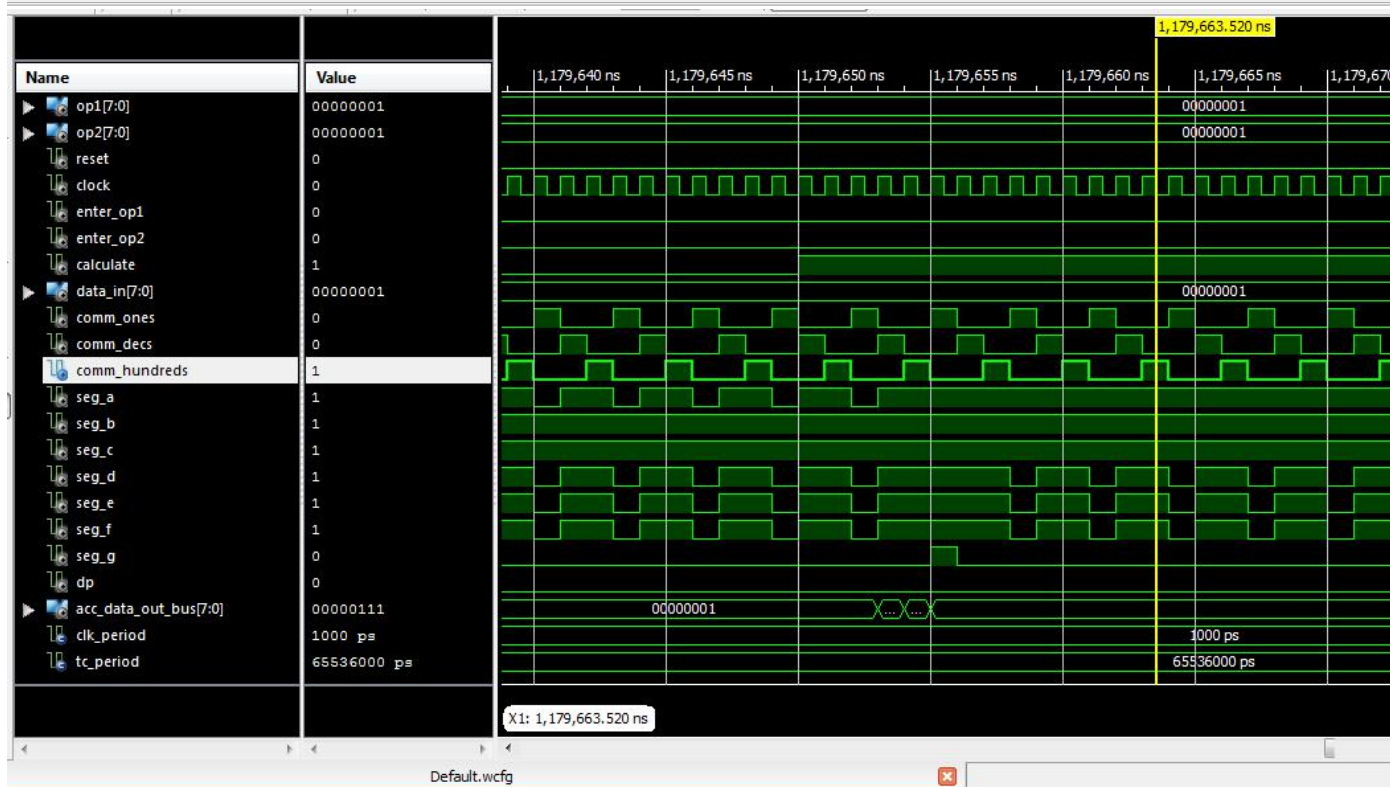 1,179,663.520 ns
Name Value |1,179,640 ns |1,179,645 ns |1,179,650 ns |1,179,655 ns |1,179,660 ns |1,179,665 ns |1,179,670
op1[7:0] 00000001 00000001
op2[7:0] 00000001 00000001
reset 0
clock 0
enter_op1 0
enter_op2 0
calculate 1
data_in[7:0] 00000001 00000001
comm_ones 0
comm_decs 0
comm_hundreds 1
seg_a 1
seg_b 1
seg_c 1
seg_d 1
seg_e 1
seg_f 1
seg_g 0
dp 0
acc_data_out_bus[7:0] 00000111 00000001 ... ...
clk_period 1000 ps 1000 ps
tc_period 65536000 ps 65536000 ps
X1: 1,179,663.520 ns
Default.wcfg